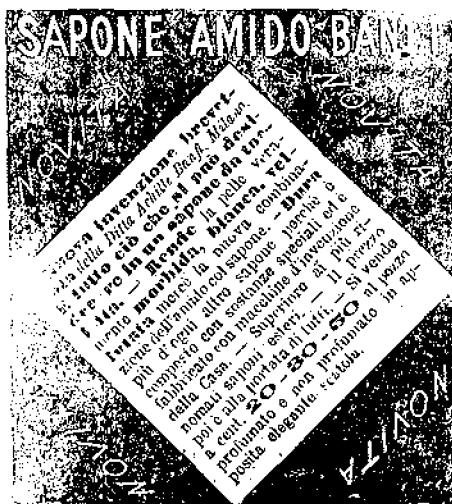 SAPONE AMIDO BANFI
NOVITÀ
NOVITÀ
Nuova invenzione brevet-
tata della Ditta Achille Banfi, Milano.
È tutto ciò che si può desi-
derare in un sapone da toe-
letta. — Rende la pelle vera-
mente morbida, bianca, vel-
lutata mercè la nuova combina-
zione dell'amido col sapone. — Dura
più d'ogni altro sapone perchè è
composto con sostanze speciali ed è
fabbricato con macchine d'invenzione
della Casa — Superiore ai più ri-
nomati saponi esteri. — Il prezzo
poi è alla portata di tutti. — Si vende
a cent. 20-30-50 al pezzo
profumato e non profumato in ap-
posita elegante scatola.
NOVITÀ
NOVITÀ